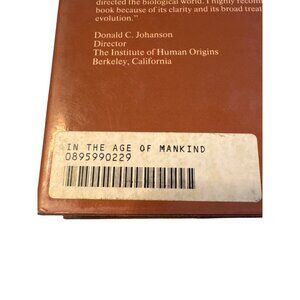 directed the biological world. I highly recom
book because of its clarity and its broad treat
evolution."
Donald C. Johanson
Director
The Institute of Human Origins
Berkeley, California
IN THE AGE OF MANKIND
0895990229